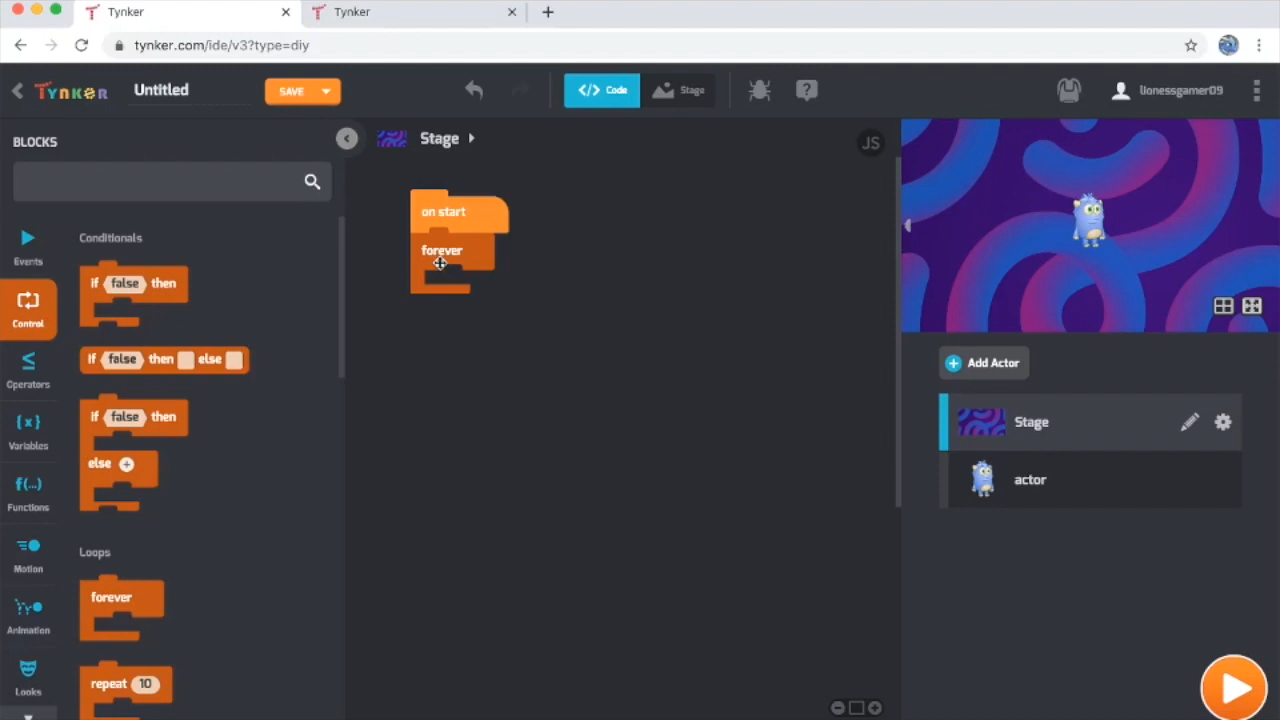 Tynker
Tynker
tynker.com/ide/v3?type=diy
TYNKER
Untitled
SAVE
Code
Stage
lionessgamer09
BLOCKS
Stage
JS
Events
Control
Operators
Variables
Functions
Motion
Animation
Looks
Conditionals
if false then
if false then else
if false then
else
Loops
forever
repeat 10
on start
forever
Add Actor
Stage
actor